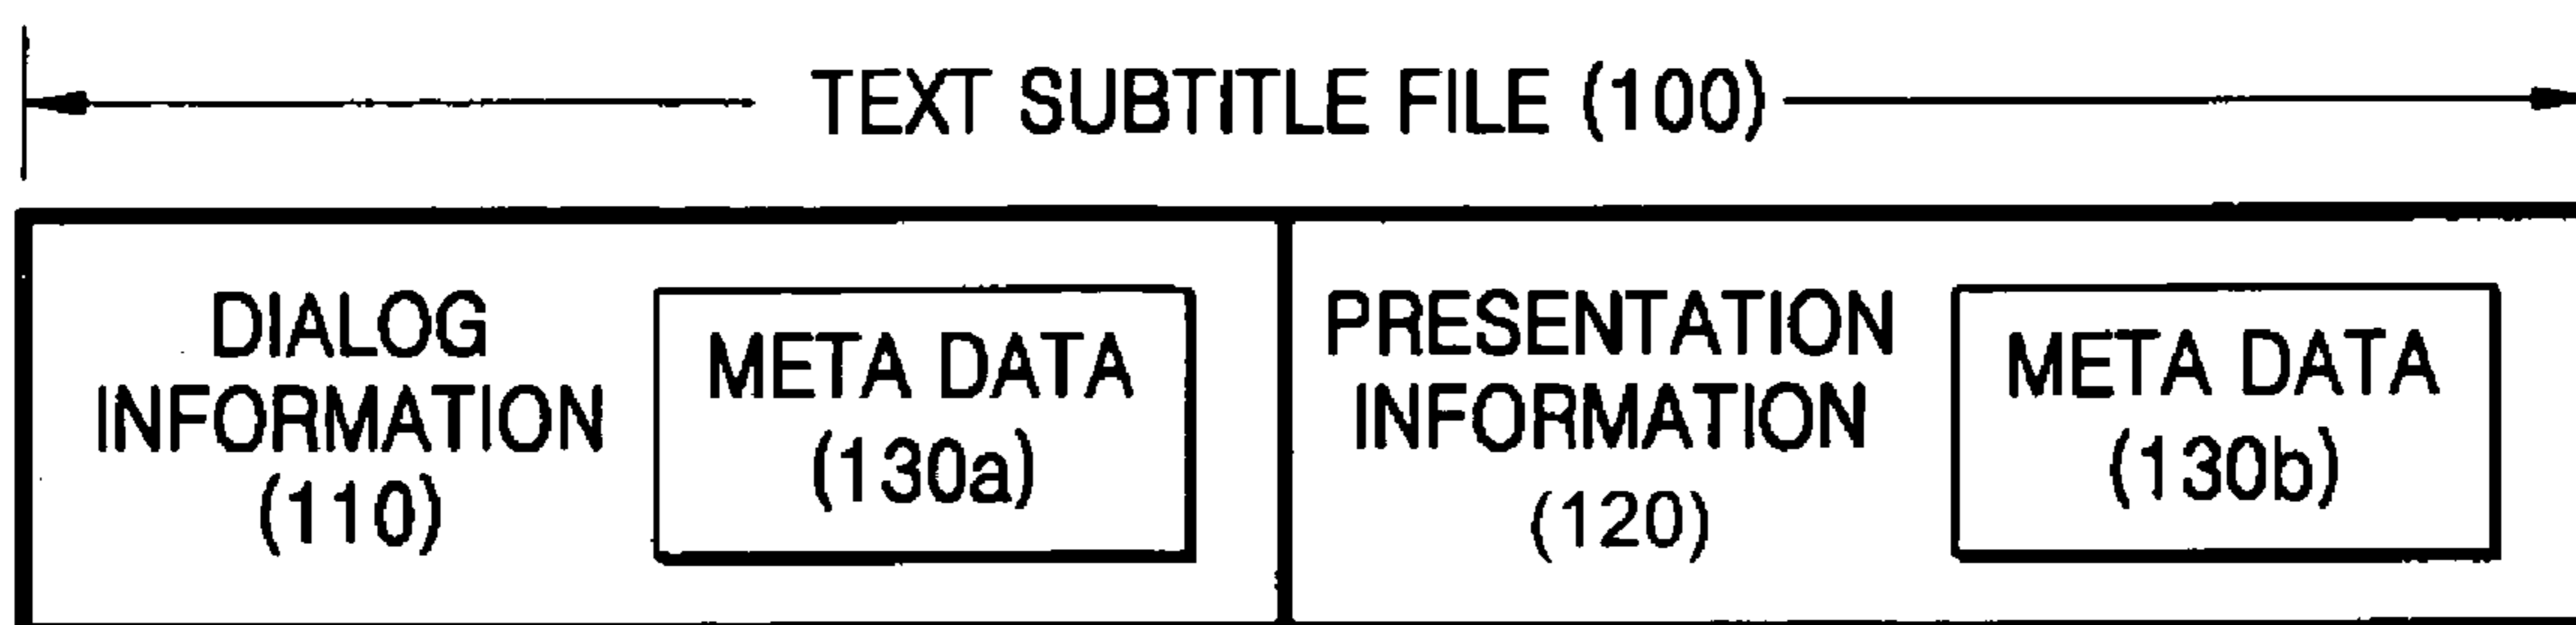 TEXT SUBTITLE FILE (100)
DIALOG
INFORMATION
(110)
META DATA
(130a)
PRESENTATION
INFORMATION
(120)
META DATA
(130b)